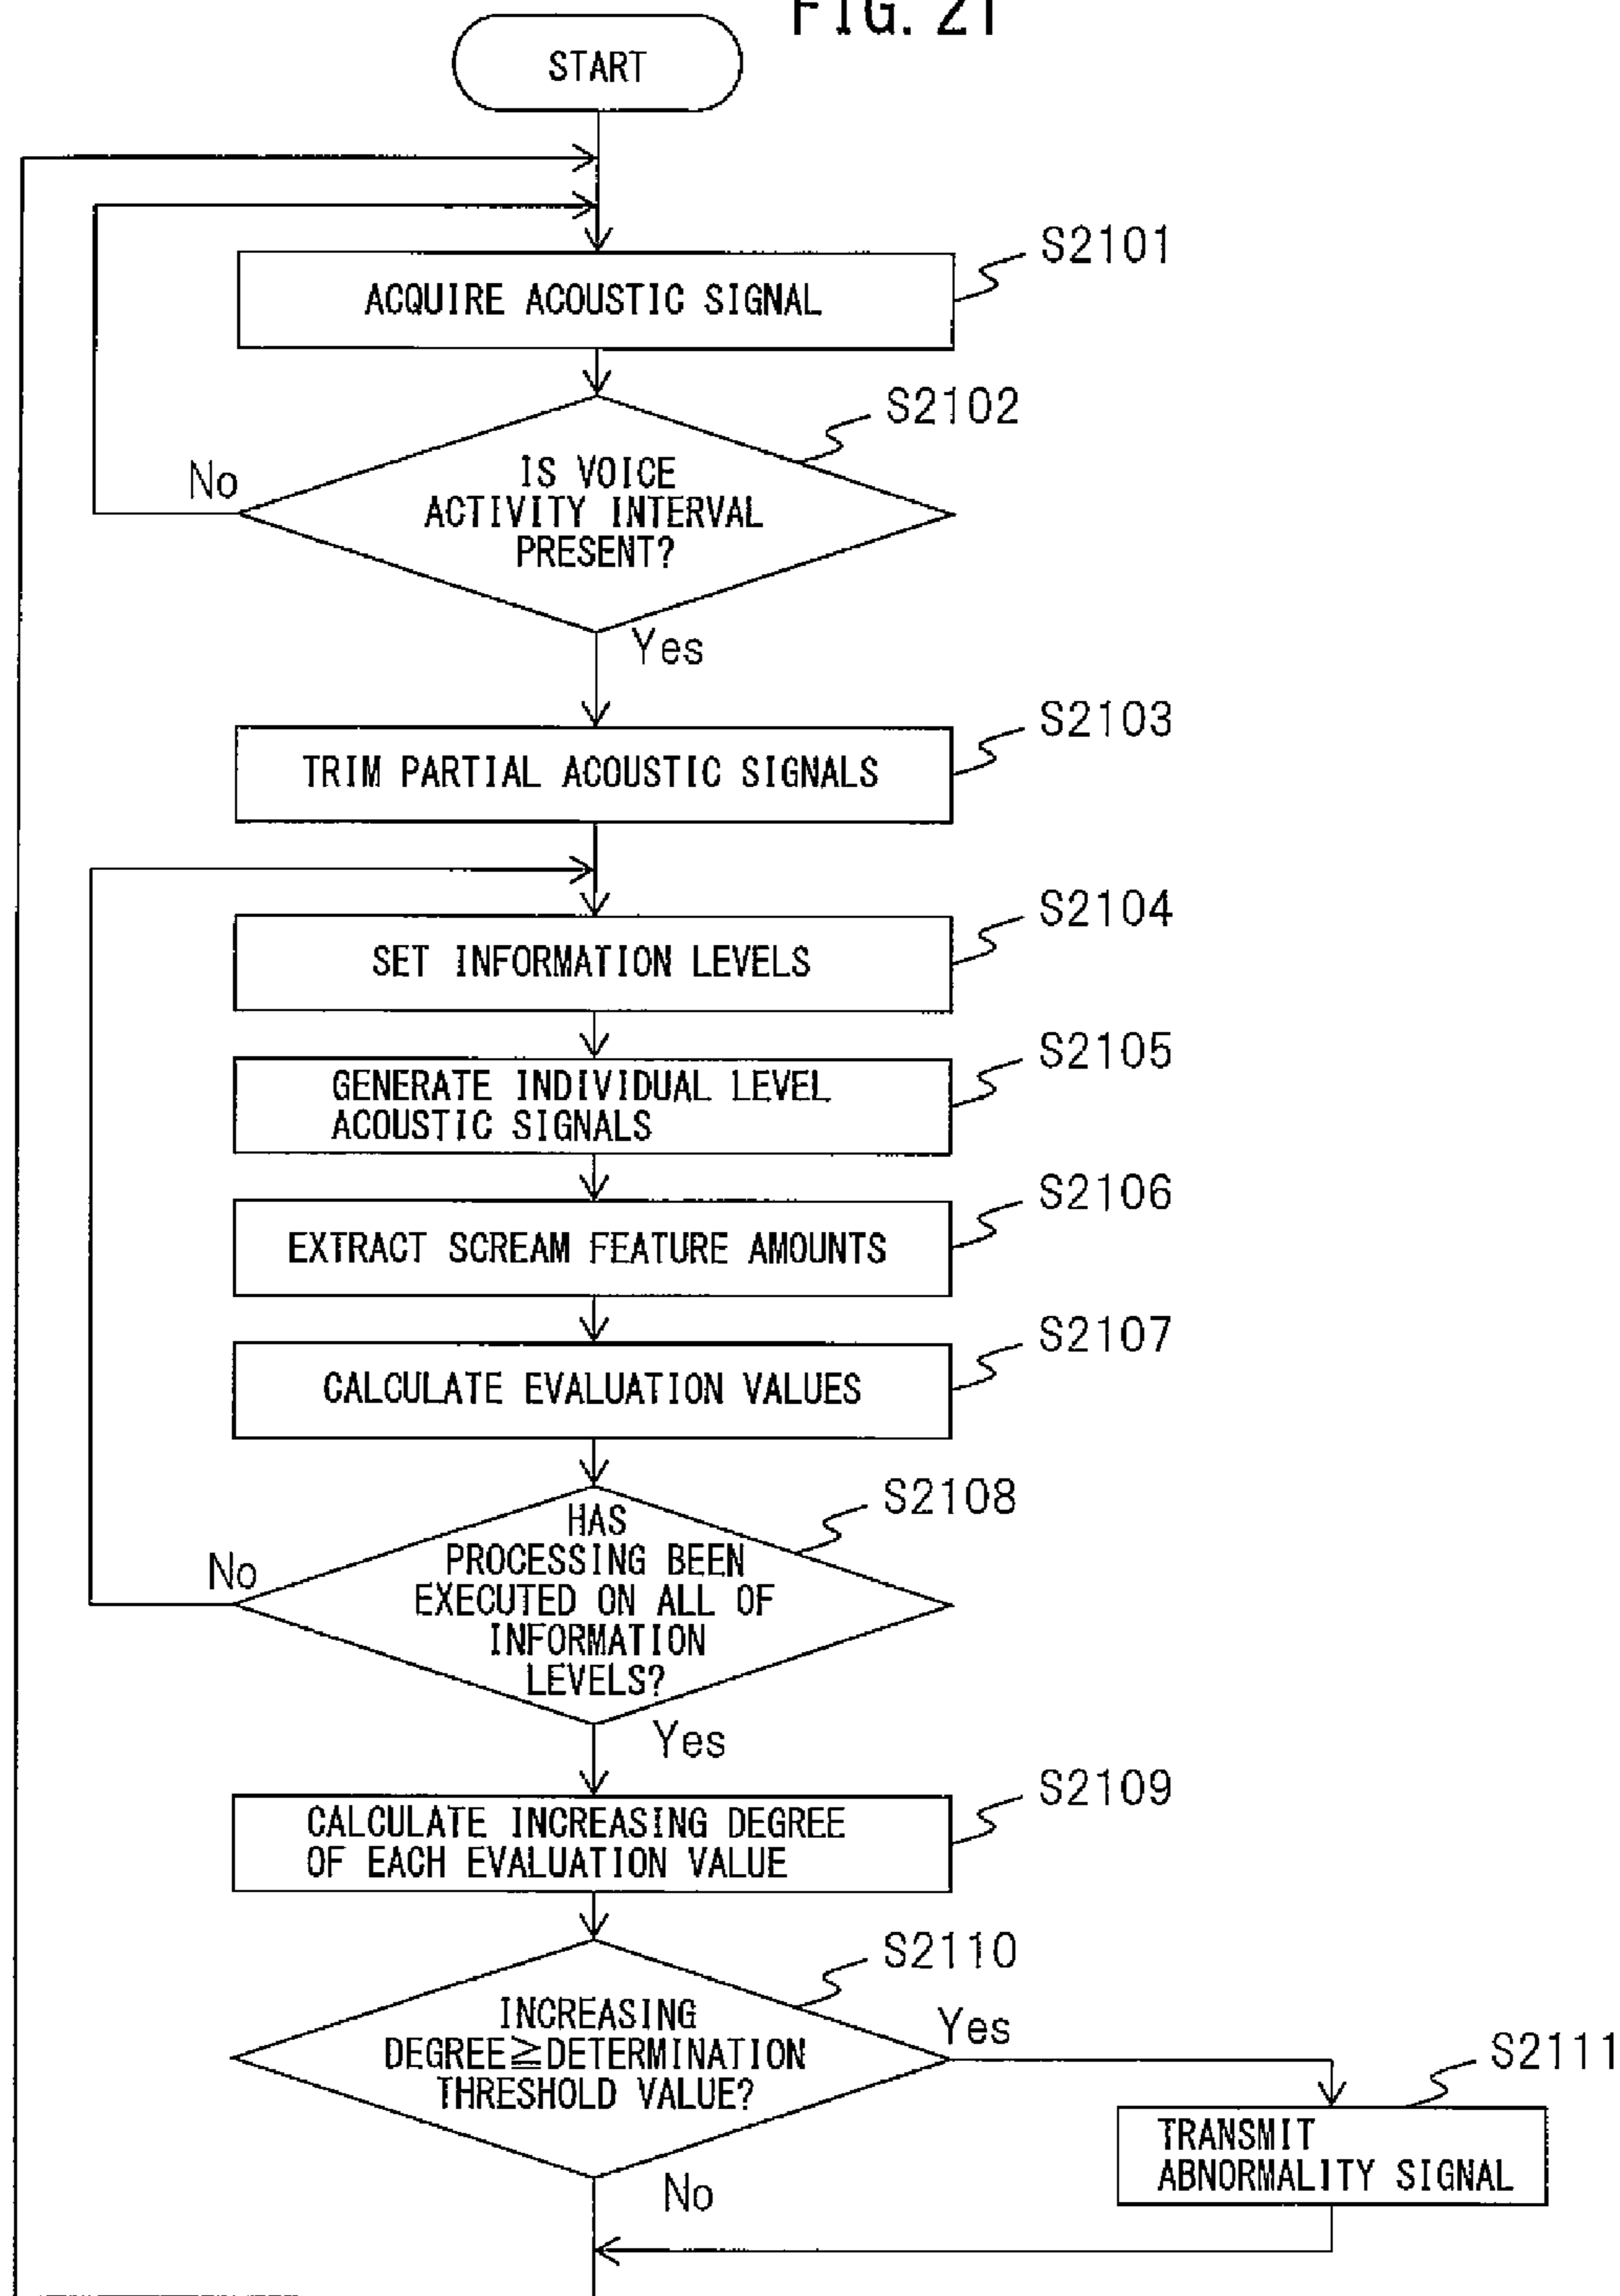 FIG. 21
START
S2101
ACQUIRE ACOUSTIC SIGNAL
S2102
IS VOICE
ACTIVITY INTERVAL
PRESENT?
No
Yes
S2103
TRIM PARTIAL ACOUSTIC SIGNALS
S2104
SET INFORMATION LEVELS
S2105
GENERATE INDIVIDUAL LEVEL
ACOUSTIC SIGNALS
S2106
EXTRACT SCREAM FEATURE AMOUNTS
S2107
CALCULATE EVALUATION VALUES
S2108
HAS
PROCESSING BEEN
EXECUTED ON ALL OF
INFORMATION
LEVELS?
No
Yes
S2109
CALCULATE INCREASING DEGREE
OF EACH EVALUATION VALUE
S2110
INCREASING
DEGREE≧DETERMINATION
THRESHOLD VALUE?
Yes
No
S2111
TRANSMIT
ABNORMALITY SIGNAL